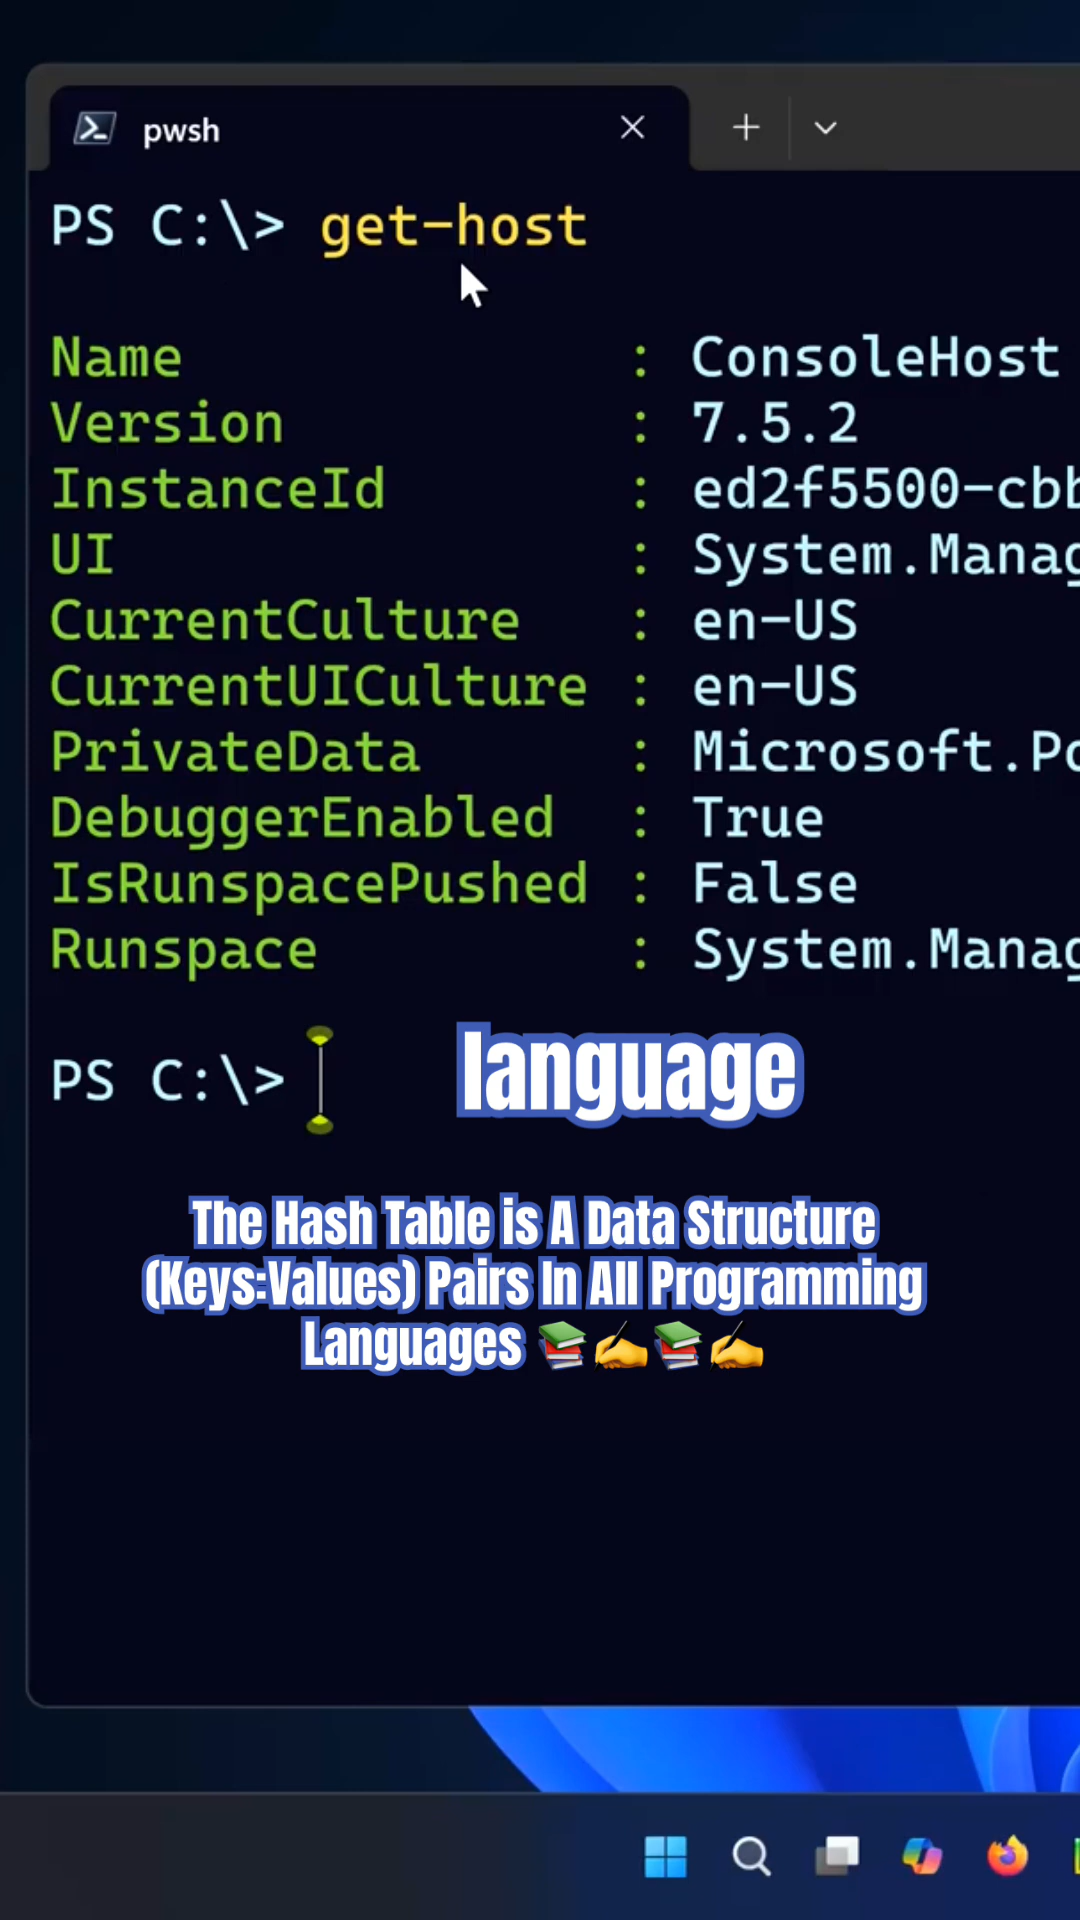 pwsh
PS C:\> get-host
Name : ConsoleHost
Version : 7.5.2
InstanceId : ed2f5500-cbb
UI : System.Manag
CurrentCulture : en-US
CurrentUICulture : en-US
PrivateData : Microsoft.Po
DebuggerEnabled : True
IsRunspacePushed : False
Runspace : System.Manag
PS C:\>
language
The Hash Table is A Data Structure
(Keys:Values) Pairs In All Programming
Languages 📚✍️📚✍️